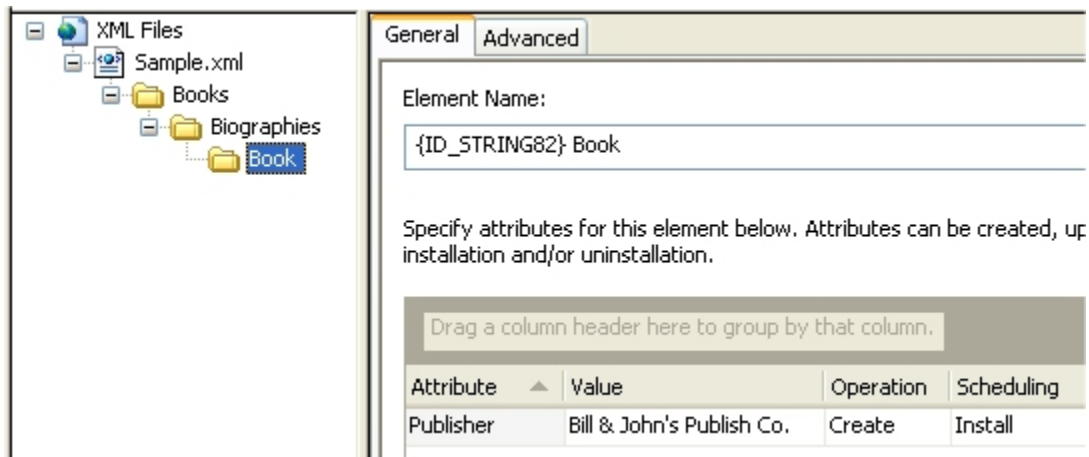 XML Files
Sample.xml
Books
Biographies
Book
General
Advanced
Element Name:
{ID_STRING82} Book
Specify attributes for this element below. Attributes can be created, up
installation and/or uninstallation.
Drag a column header here to group by that column.
Attribute Value Operation Scheduling
Publisher Bill & John's Publish Co. Create Install